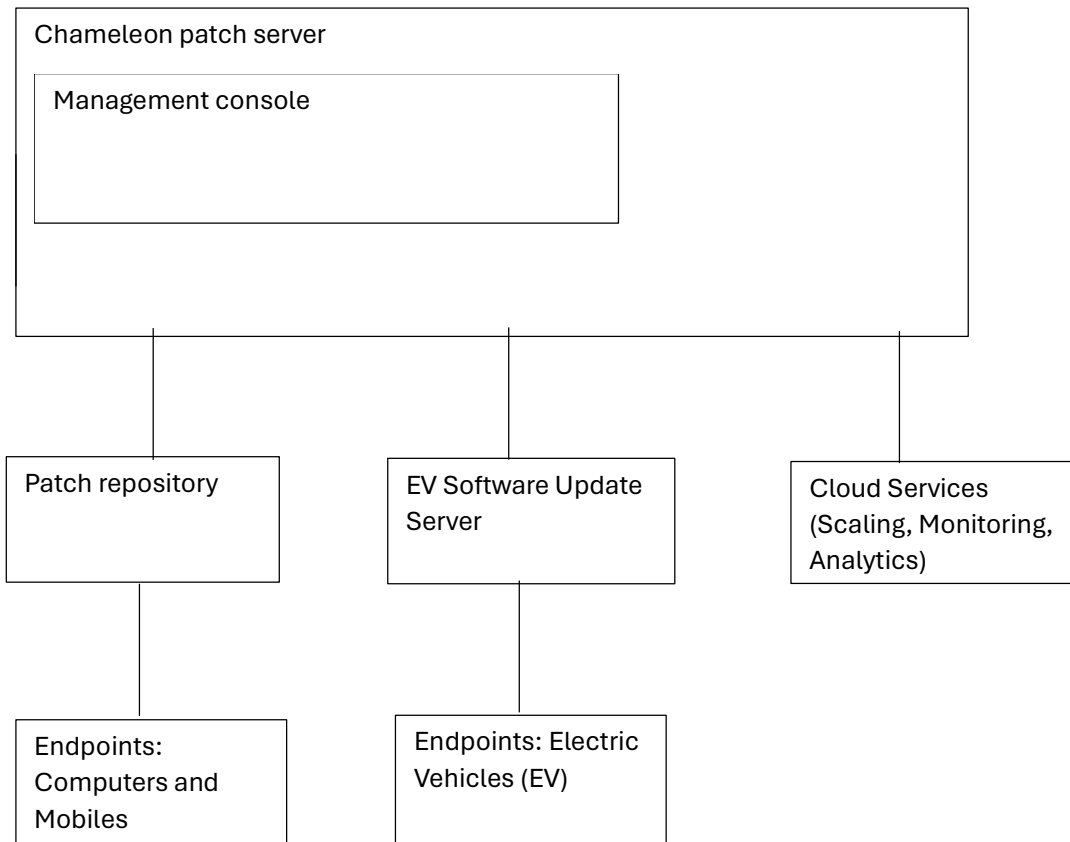 Chameleon patch server
Management console
Patch repository
EV Software Update
Server
Cloud Services
(Scaling, Monitoring,
Analytics)
Endpoints:
Computers and
Mobiles
Endpoints: Electric
Vehicles (EV)